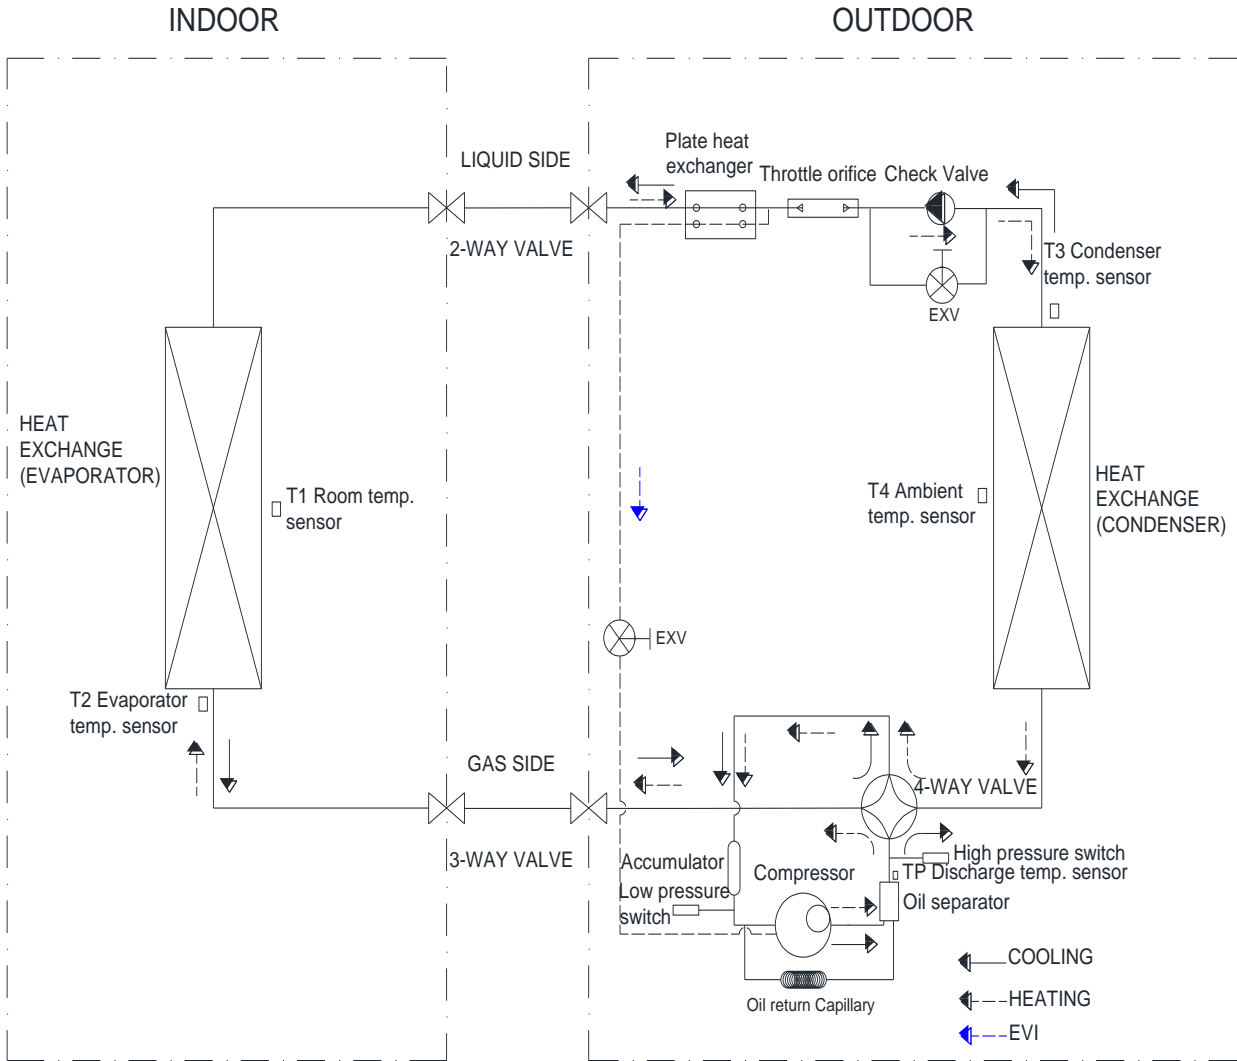 INDOOR
OUTDOOR
LIQUID SIDE
Plate heat
exchanger
Throttle orifice
Check Valve
2-WAY VALVE
T3 Condenser
temp. sensor
EXV
HEAT
EXCHANGE
(EVAPORATOR)
T1 Room temp.
sensor
T4 Ambient
temp. sensor
HEAT
EXCHANGE
(CONDENSER)
EXV
T2 Evaporator
temp. sensor
GAS SIDE
4-WAY VALVE
3-WAY VALVE
Accumulator
Compressor
High pressure switch
TP Discharge temp. sensor
Low pressure
switch
Oil separator
Oil return Capillary
COOLING
HEATING
EVI